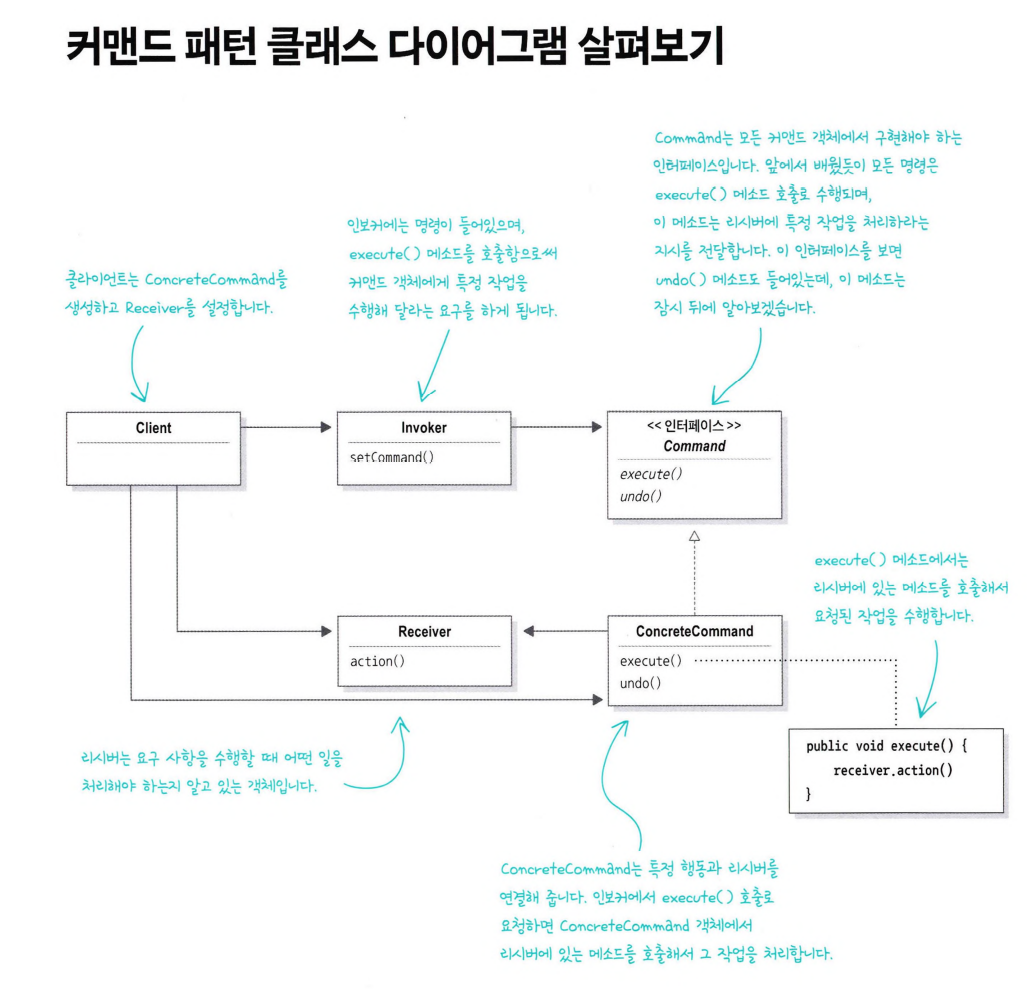 커맨드 패턴 클래스 다이어그램 살펴보기
Command는 모든 커맨드 객체에서 구현해야 하는
인터페이스입니다. 앞에서 배웠듯이 모든 명령은
execute() 메소드 호출로 수행되며,
이 메소드는 리시버에 특정 작업을 처리하라는
지시를 전달합니다. 이 인터페이스를 보면
undo() 메소드도 들어있는데, 이 메소드는
잠시 뒤에 알아보겠습니다.
인보커에는 명령이 들어있으며,
execute() 메소드를 호출함으로써
커맨드 객체에게 특정 작업을
수행해 달라는 요구를 하게 됩니다.
클라이언트는 ConcreteCommand를
생성하고 Receiver를 설정합니다.
Client
Invoker
setCommand()
<< 인터페이스 >>
Command
execute()
undo()
execute() 메소드에서는
리시버에 있는 메소드를 호출해서
요청된 작업을 수행합니다.
Receiver
action()
ConcreteCommand
execute()
undo()
public void execute() {
receiver.action()
}
리시버는 요구 사항을 수행할 때 어떤 일을
처리해야 하는지 알고 있는 객체입니다.
ConcreteCommand는 특정 행동과 리시버를
연결해 줍니다. 인보커에서 execute() 호출로
요청하면 ConcreteCommand 객체에서
리시버에 있는 메소드를 호출해서 그 작업을 처리합니다.